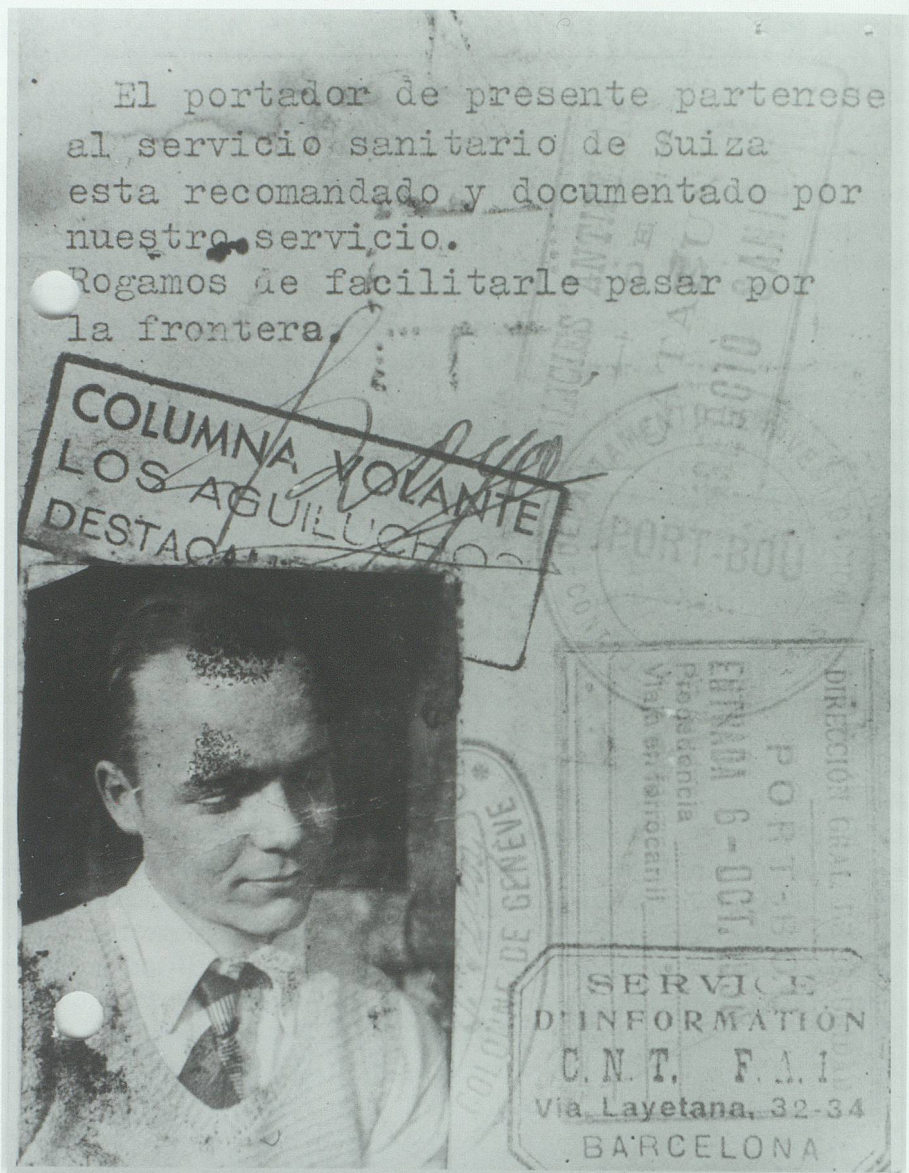 El portador de presente partenese
al servicio sanitario de Suiza
esta recomandado y documentado por
nuestro servicio.
Rogamos de facilitarle pasar por
la frontera.
COLUMNA VOLANTE
LOS AGUILUCHOS
PORT BOU
DIRECCIÓN GRAL.
PORT-B
ENTRADA 6-OCT.
Procedencia
Viaje en ferrocarril
COLONNE DE GENÈVE
SERVICE
D'INFORMATIÓN
C.N.T. F.A.I
Via Layetana, 32-34
BARCELONA